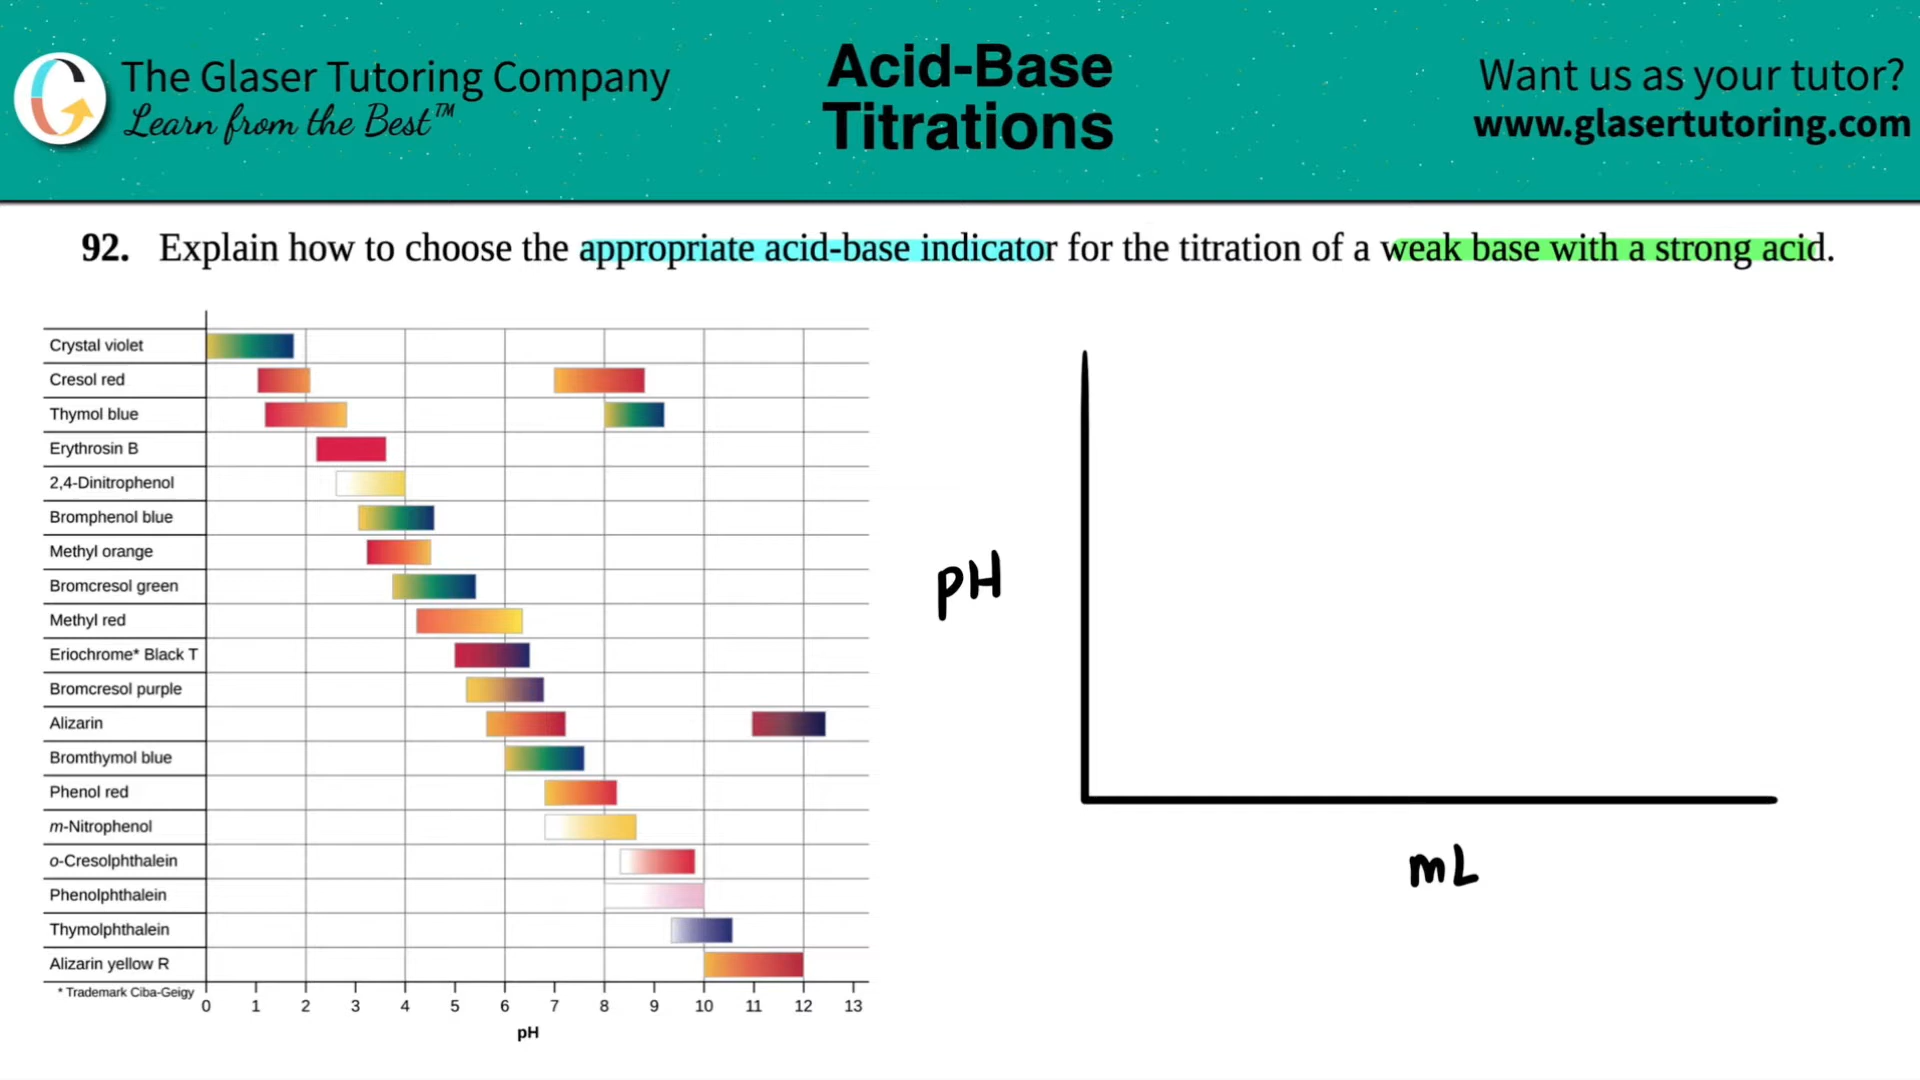 The Glaser Tutoring Company
Learn from the Best™
Acid-Base
Titrations
Want us as your tutor?
www.glasertutoring.com
92. Explain how to choose the appropriate acid-base indicator for the titration of a weak base with a strong acid.
Crystal violet
Cresol red
Thymol blue
Erythrosin B
2,4-Dinitrophenol
Bromphenol blue
Methyl orange
Bromcresol green
Methyl red
Eriochrome* Black T
Bromcresol purple
Alizarin
Bromthymol blue
Phenol red
m-Nitrophenol
o-Cresolphthalein
Phenolphthalein
Thymolphthalein
Alizarin yellow R
* Trademark Ciba-Geigy
0 1 2 3 4 5 6 7 8 9 10 11 12 13
pH
pH
mL